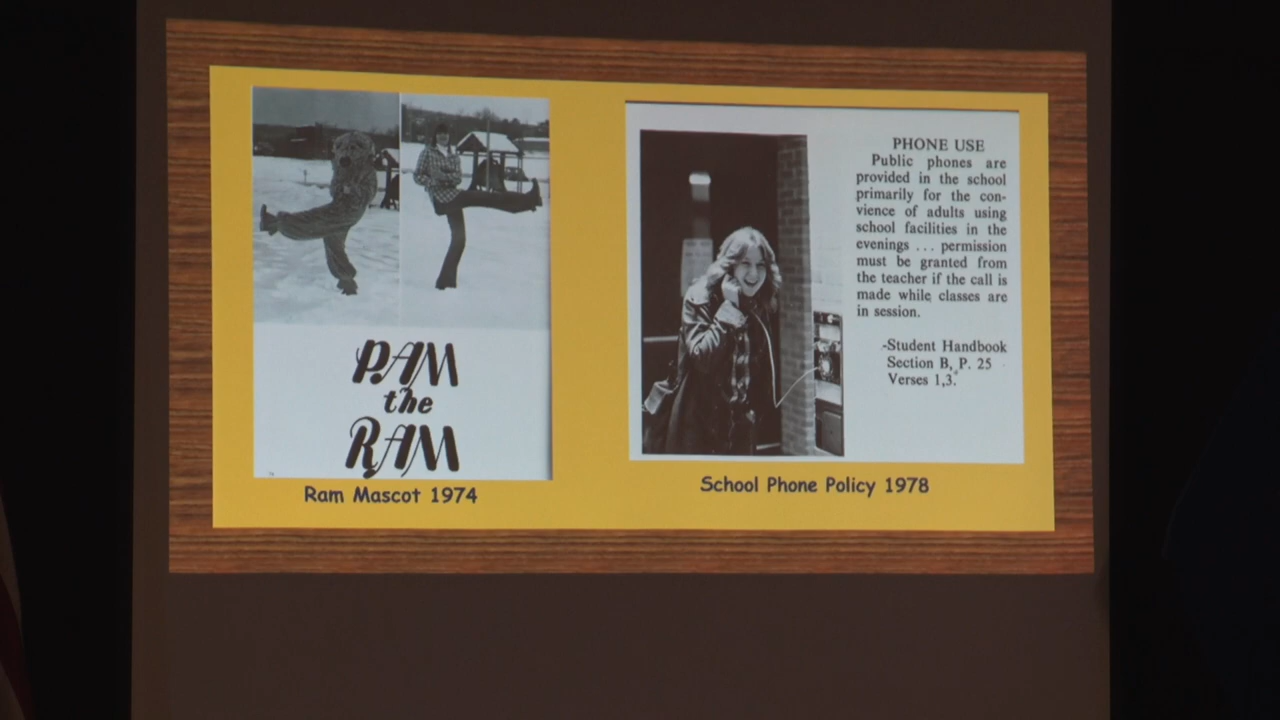 PAM
the
RAM
Ram Mascot 1974
PHONE USE
Public phones are
provided in the school
primarily for the con-
vience of adults using
school facilities in the
evenings ... permission
must be granted from
the teacher if the call is
made while classes are
in session.
-Student Handbook
Section B, P. 25
Verses 1,3.
School Phone Policy 1978